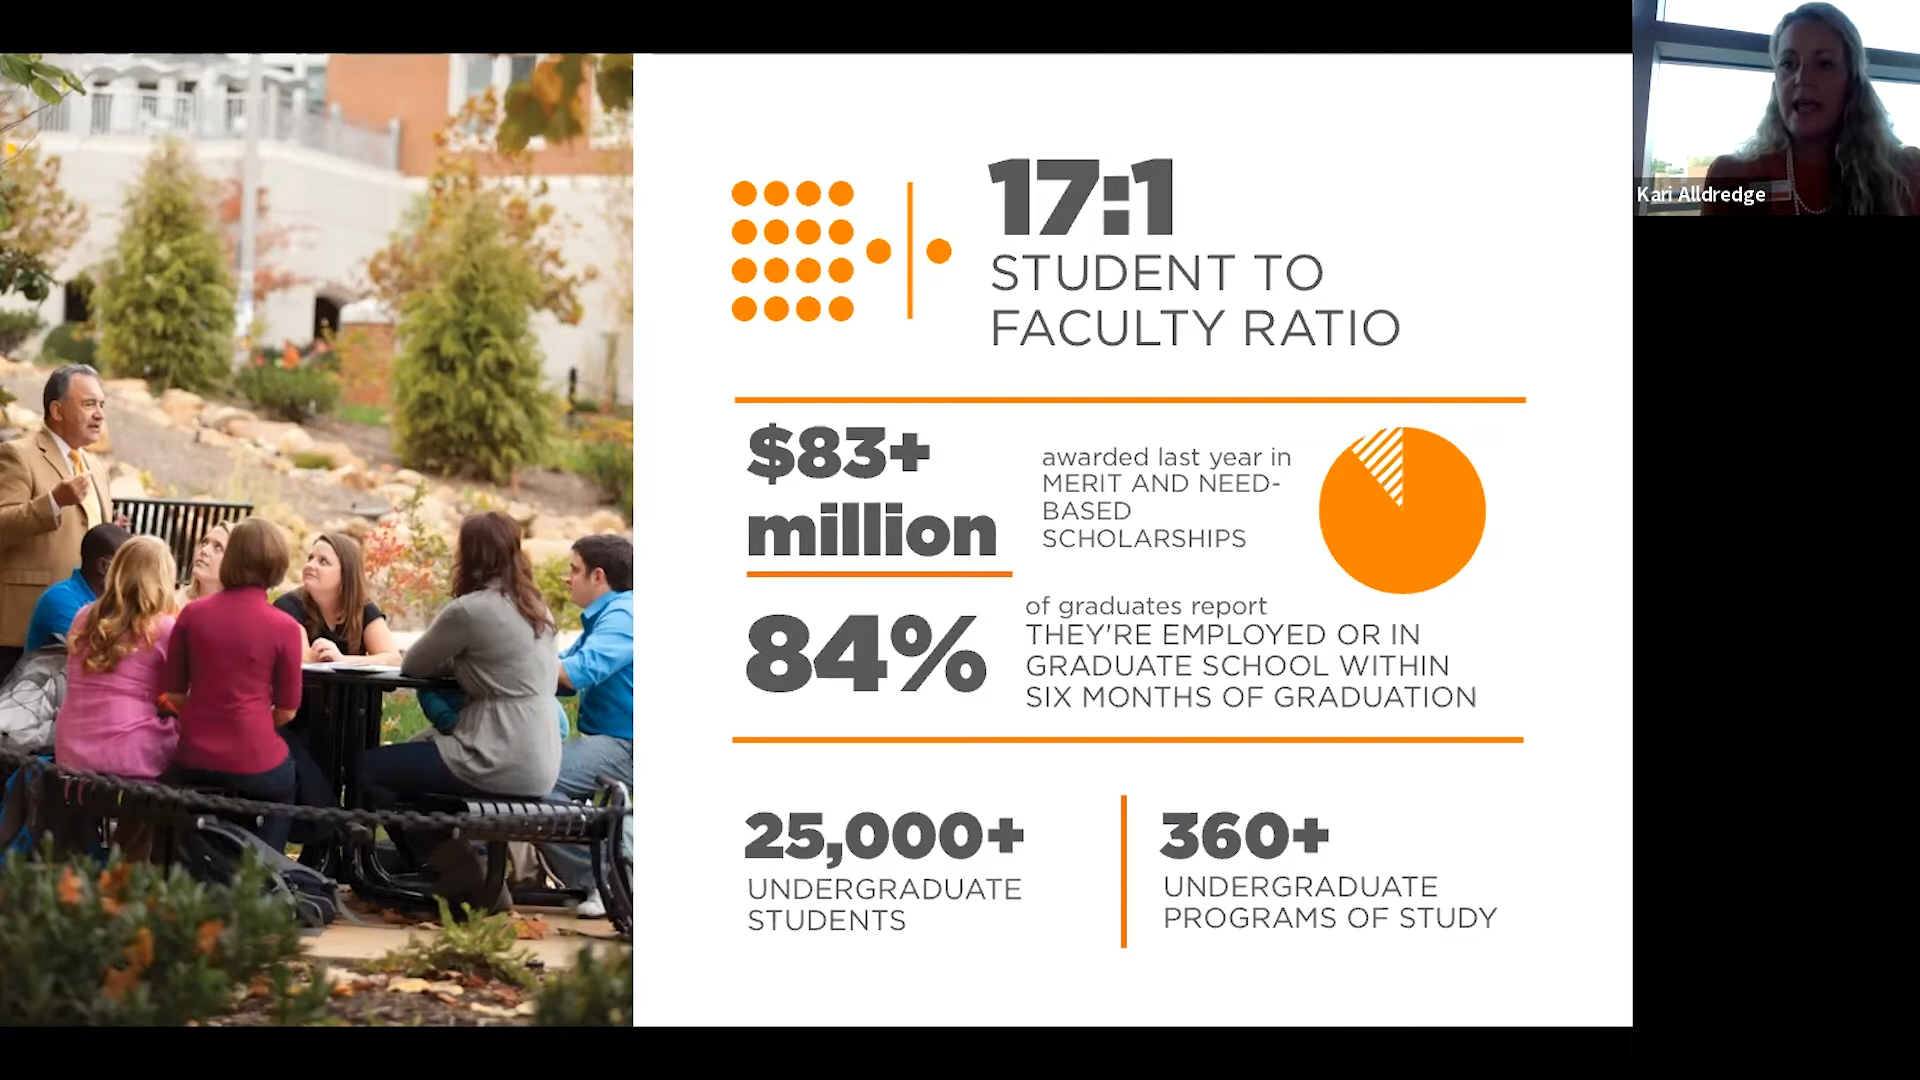 17:1
STUDENT TO
FACULTY RATIO
$83+
million
awarded last year in
MERIT AND NEED-
BASED
SCHOLARSHIPS
84%
of graduates report
THEY'RE EMPLOYED OR IN
GRADUATE SCHOOL WITHIN
SIX MONTHS OF GRADUATION
25,000+
UNDERGRADUATE
STUDENTS
360+
UNDERGRADUATE
PROGRAMS OF STUDY
Kari Alldredge